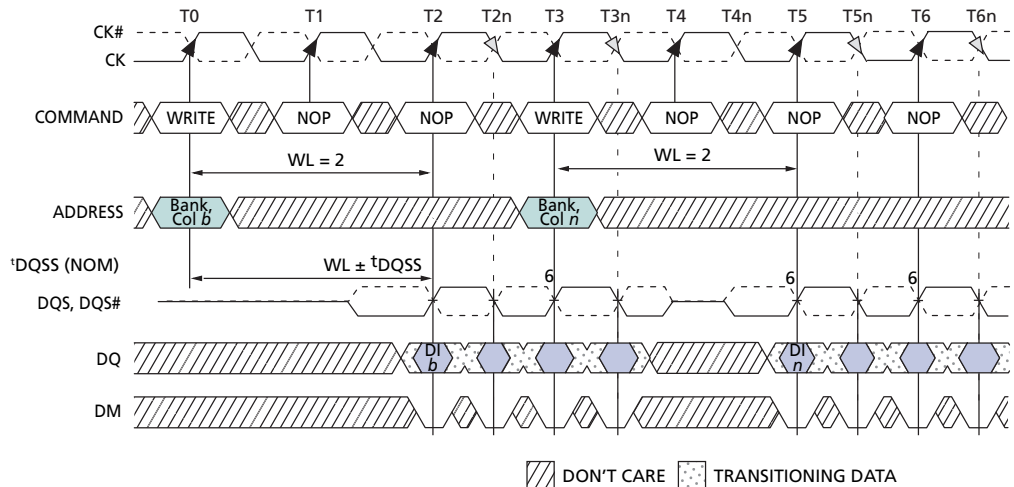 T0 T1 T2 T2n T3 T3n T4 T4n T5 T5n T6 T6n
CK#
CK
COMMAND WRITE NOP NOP WRITE NOP NOP NOP
WL = 2 WL = 2
ADDRESS Bank, Col b Bank, Col n
tDQSS (NOM) WL ± tDQSS 6 6 6
DQS, DQS#
DQ DI b DI n
DM
DON'T CARE TRANSITIONING DATA